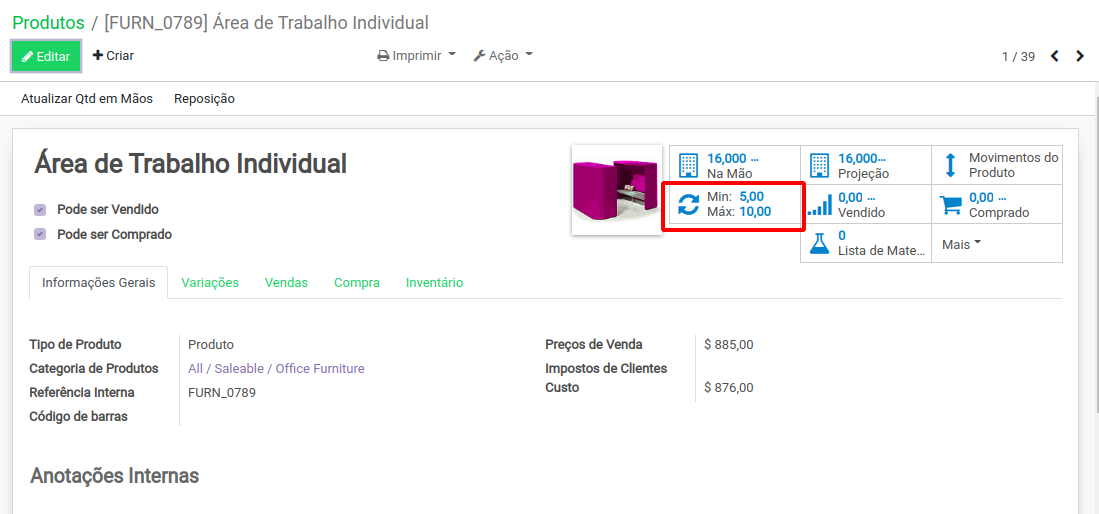 Produtos / [FURN_0789] Área de Trabalho Individual
Editar Criar Imprimir Ação 1 / 39
Atualizar Qtd em Mãos Reposição
Área de Trabalho Individual
Pode ser Vendido
Pode ser Comprado
16,000 ...
Na Mão
16,000...
Projeção
Movimentos do
Produto
Min: 5,00
Máx: 10,00
0,00 ...
Vendido
0,00 ...
Comprado
0
Lista de Mate...
Mais
Informações Gerais Variações Vendas Compra Inventário
Tipo de Produto Produto
Categoria de Produtos All / Saleable / Office Furniture
Referência Interna FURN_0789
Código de barras
Preços de Venda $ 885,00
Impostos de Clientes
Custo $ 876,00
Anotações Internas